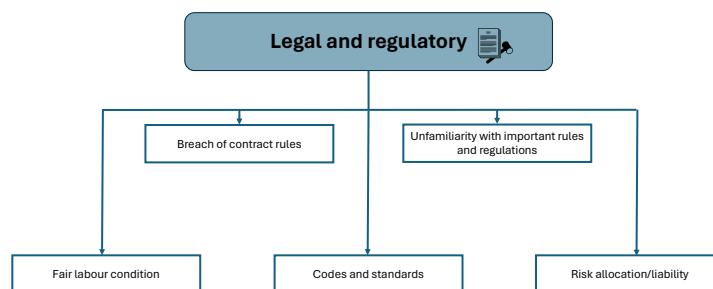 Legal and regulatory
Breach of contract rules
Unfamiliarity with important rules
and regulations
Fair labour condition
Codes and standards
Risk allocation/liability